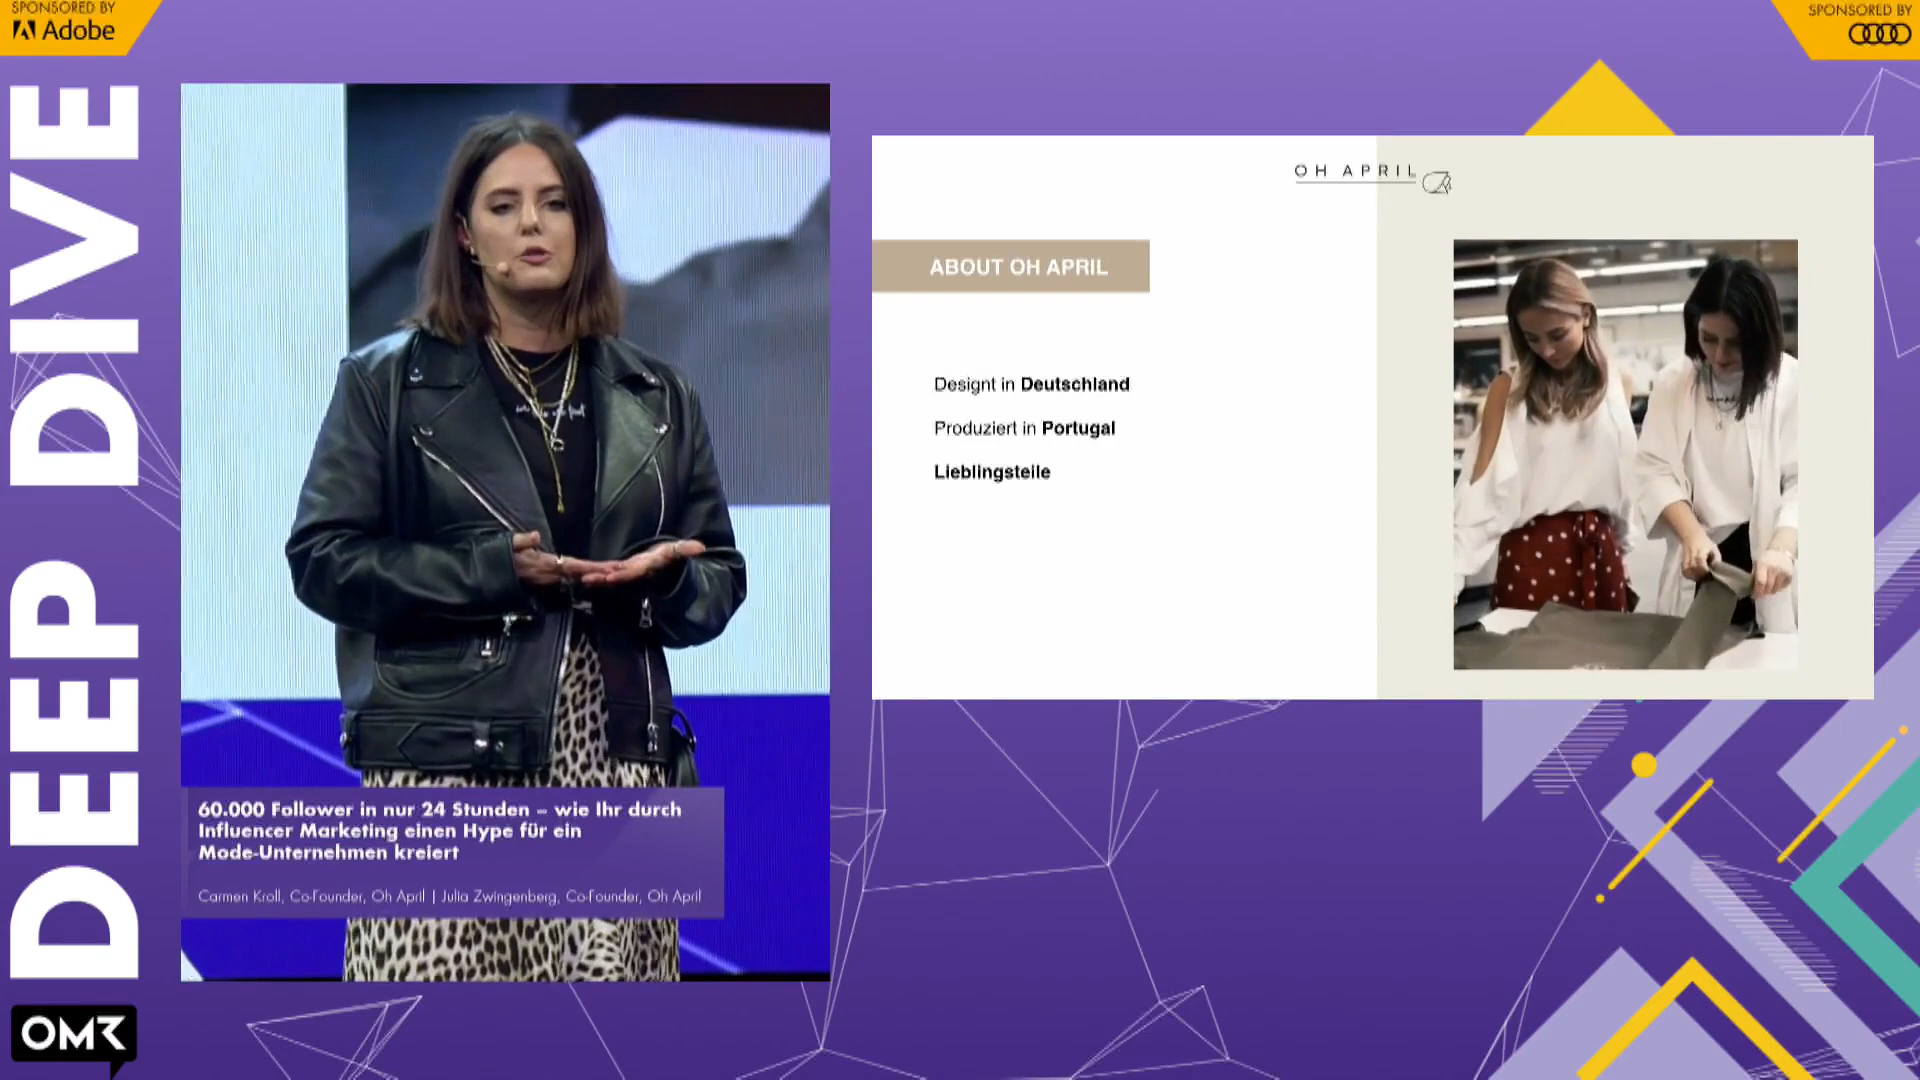 SPONSORED BY
Adobe
SPONSORED BY
DEEP DIVE
OH APRIL
ABOUT OH APRIL
Designt in Deutschland
Produziert in Portugal
Lieblingsteile
60.000 Follower in nur 24 Stunden – wie Ihr durch
Influencer Marketing einen Hype für ein
Mode-Unternehmen kreiert
Carmen Kroll, Co-Founder, Oh April | Julia Zwingenberg, Co-Founder, Oh April
OMR